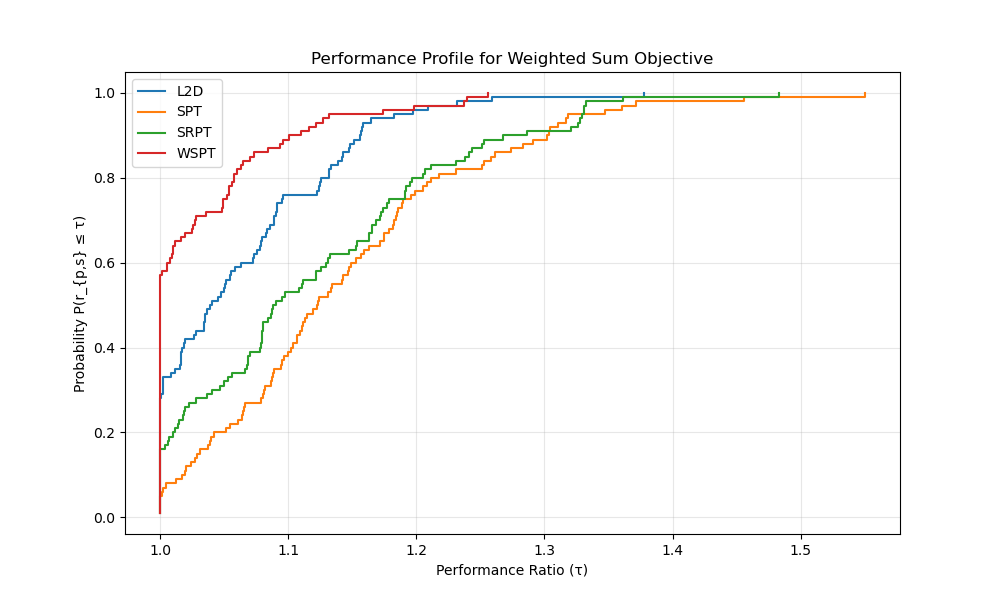 Performance Profile for Weighted Sum Objective
L2D
SPT
SRPT
WSPT
Probability P(r_{p,s} ≤ τ)
1.0
0.8
0.6
0.4
0.2
0.0
1.0 1.1 1.2 1.3 1.4 1.5
Performance Ratio (τ)